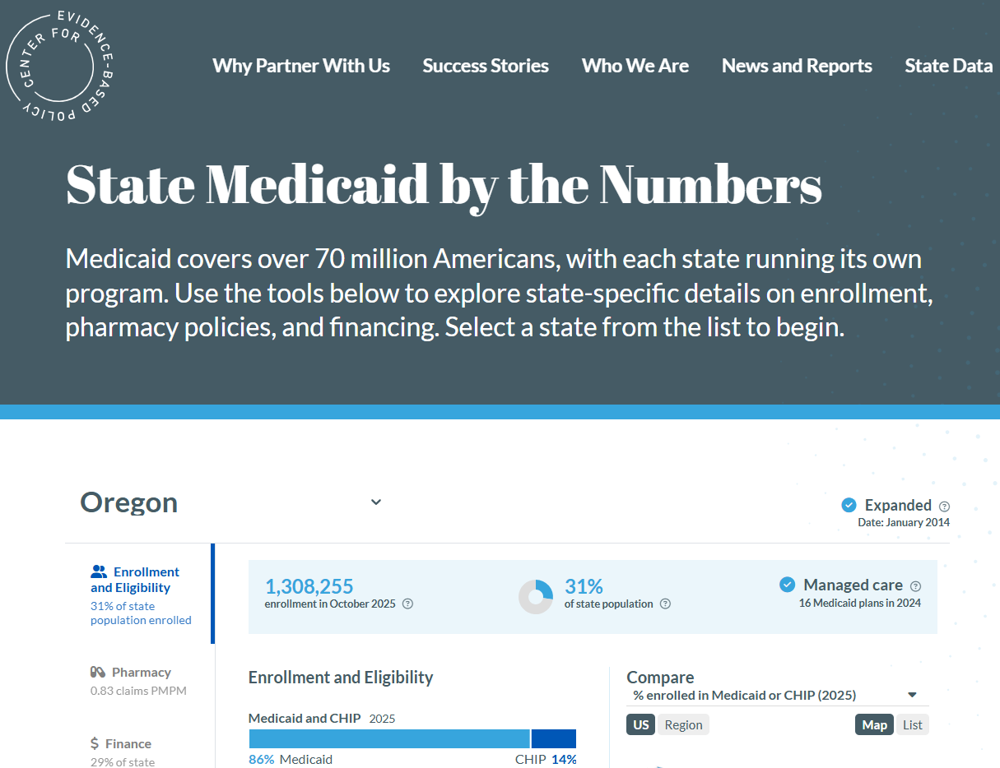 CENTER FOR EVIDENCE-BASED POLICY
Why Partner With Us
Success Stories
Who We Are
News and Reports
State Data
State Medicaid by the Numbers
Medicaid covers over 70 million Americans, with each state running its own
program. Use the tools below to explore state-specific details on enrollment,
pharmacy policies, and financing. Select a state from the list to begin.
Oregon
Expanded ?
Date: January 2014
Enrollment
and Eligibility
31% of state
population enrolled
Pharmacy
0.83 claims PMPM
$ Finance
29% of state
1,308,255
enrollment in October 2025 ?
31%
of state population ?
Managed care ?
16 Medicaid plans in 2024
Enrollment and Eligibility
Medicaid and CHIP 2025
86% Medicaid
CHIP 14%
Compare
% enrolled in Medicaid or CHIP (2025)
US
Region
Map
List